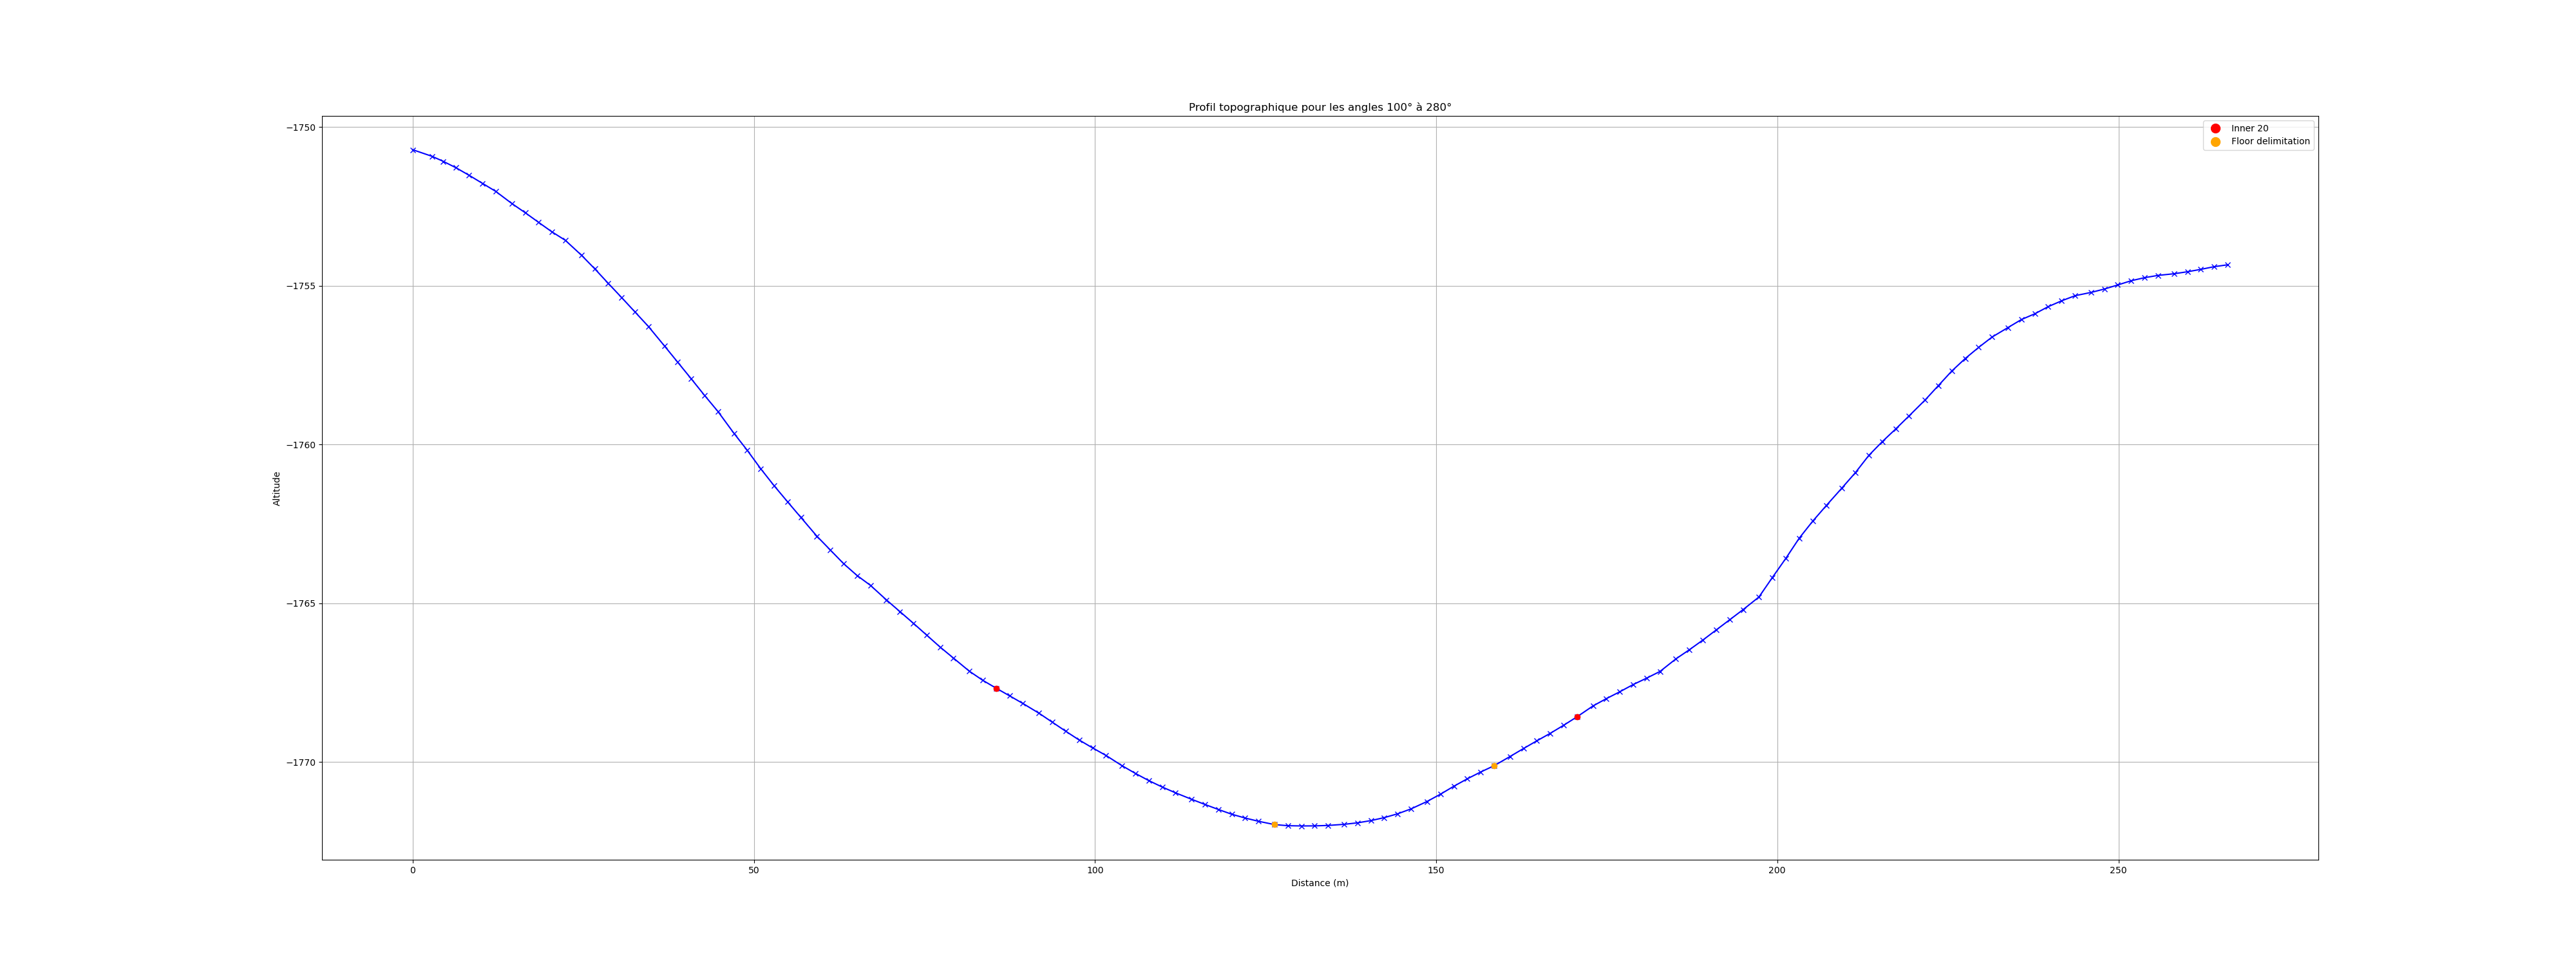 Profil topographique pour les angles 100° à 280°
Inner 20
Floor delimitation
−1750
−1755
−1760
−1765
−1770
Altitude
0
50
100
150
200
250
Distance (m)